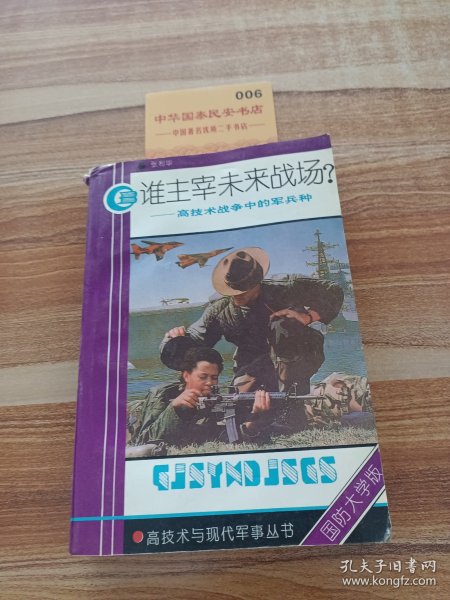 006
中华国泰民安书店
——中国著名优质二手书店——
谁主宰未来战场?
——高技术战争中的军兵种
GJSYXDJSCS
国防大学版
高技术与现代军事丛书
孔夫子旧书网
www.kongfz.com